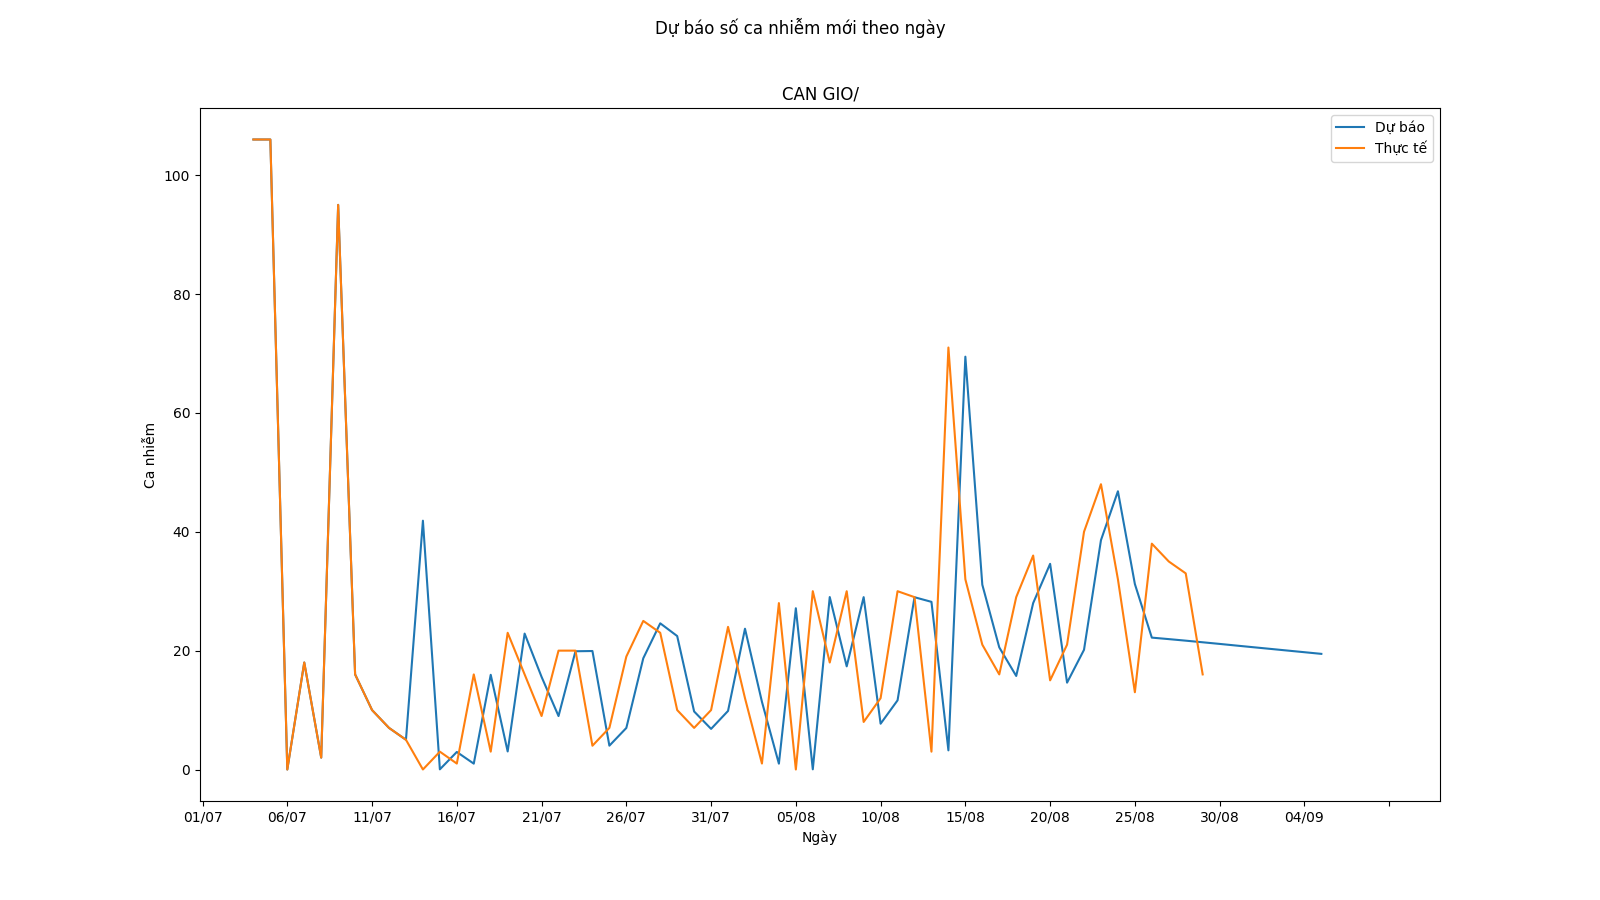 Dự báo số ca nhiễm mới theo ngày
CAN GIO/
Dự báo
Thực tế
100
80
60
40
20
0
Ca nhiễm
01/07 06/07 11/07 16/07 21/07 26/07 31/07 05/08 10/08 15/08 20/08 25/08 30/08 04/09
Ngày